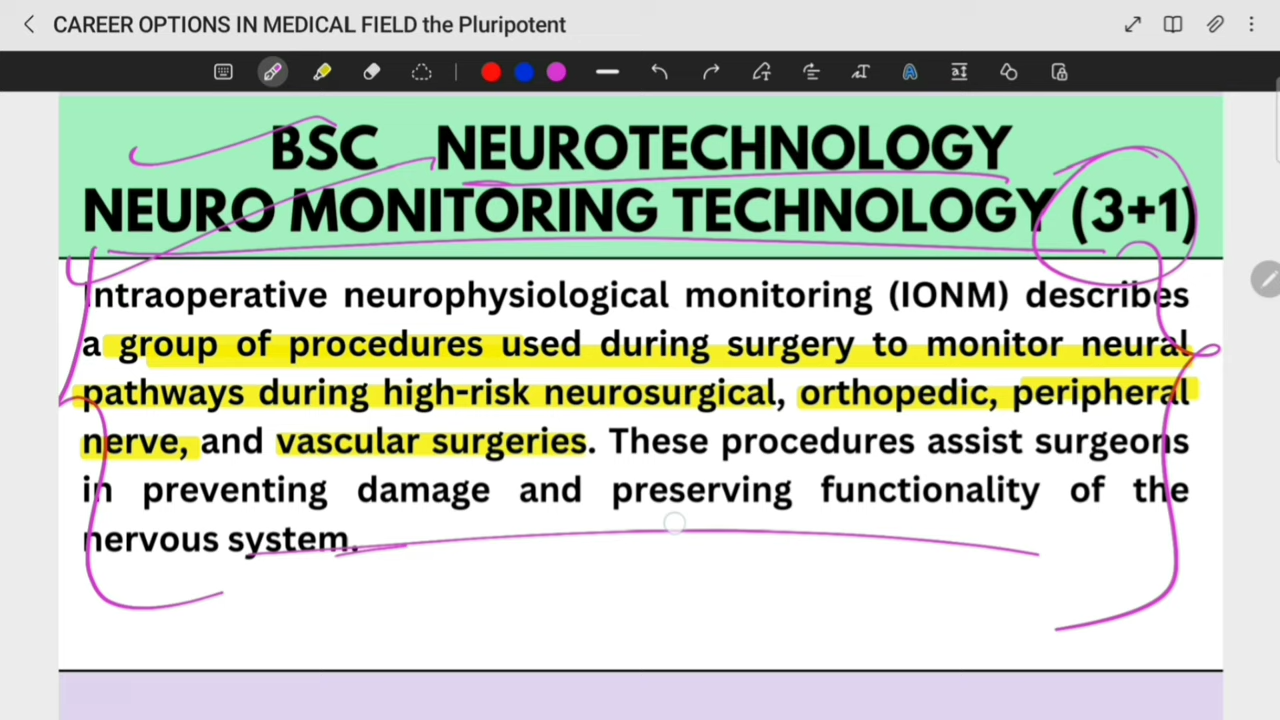 CAREER OPTIONS IN MEDICAL FIELD the Pluripotent
BSC NEUROTECHNOLOGY
NEURO MONITORING TECHNOLOGY (3+1)
Intraoperative neurophysiological monitoring (IONM) describes
a group of procedures used during surgery to monitor neural
pathways during high-risk neurosurgical, orthopedic, peripheral
nerve, and vascular surgeries. These procedures assist surgeons
in preventing damage and preserving functionality of the
nervous system.